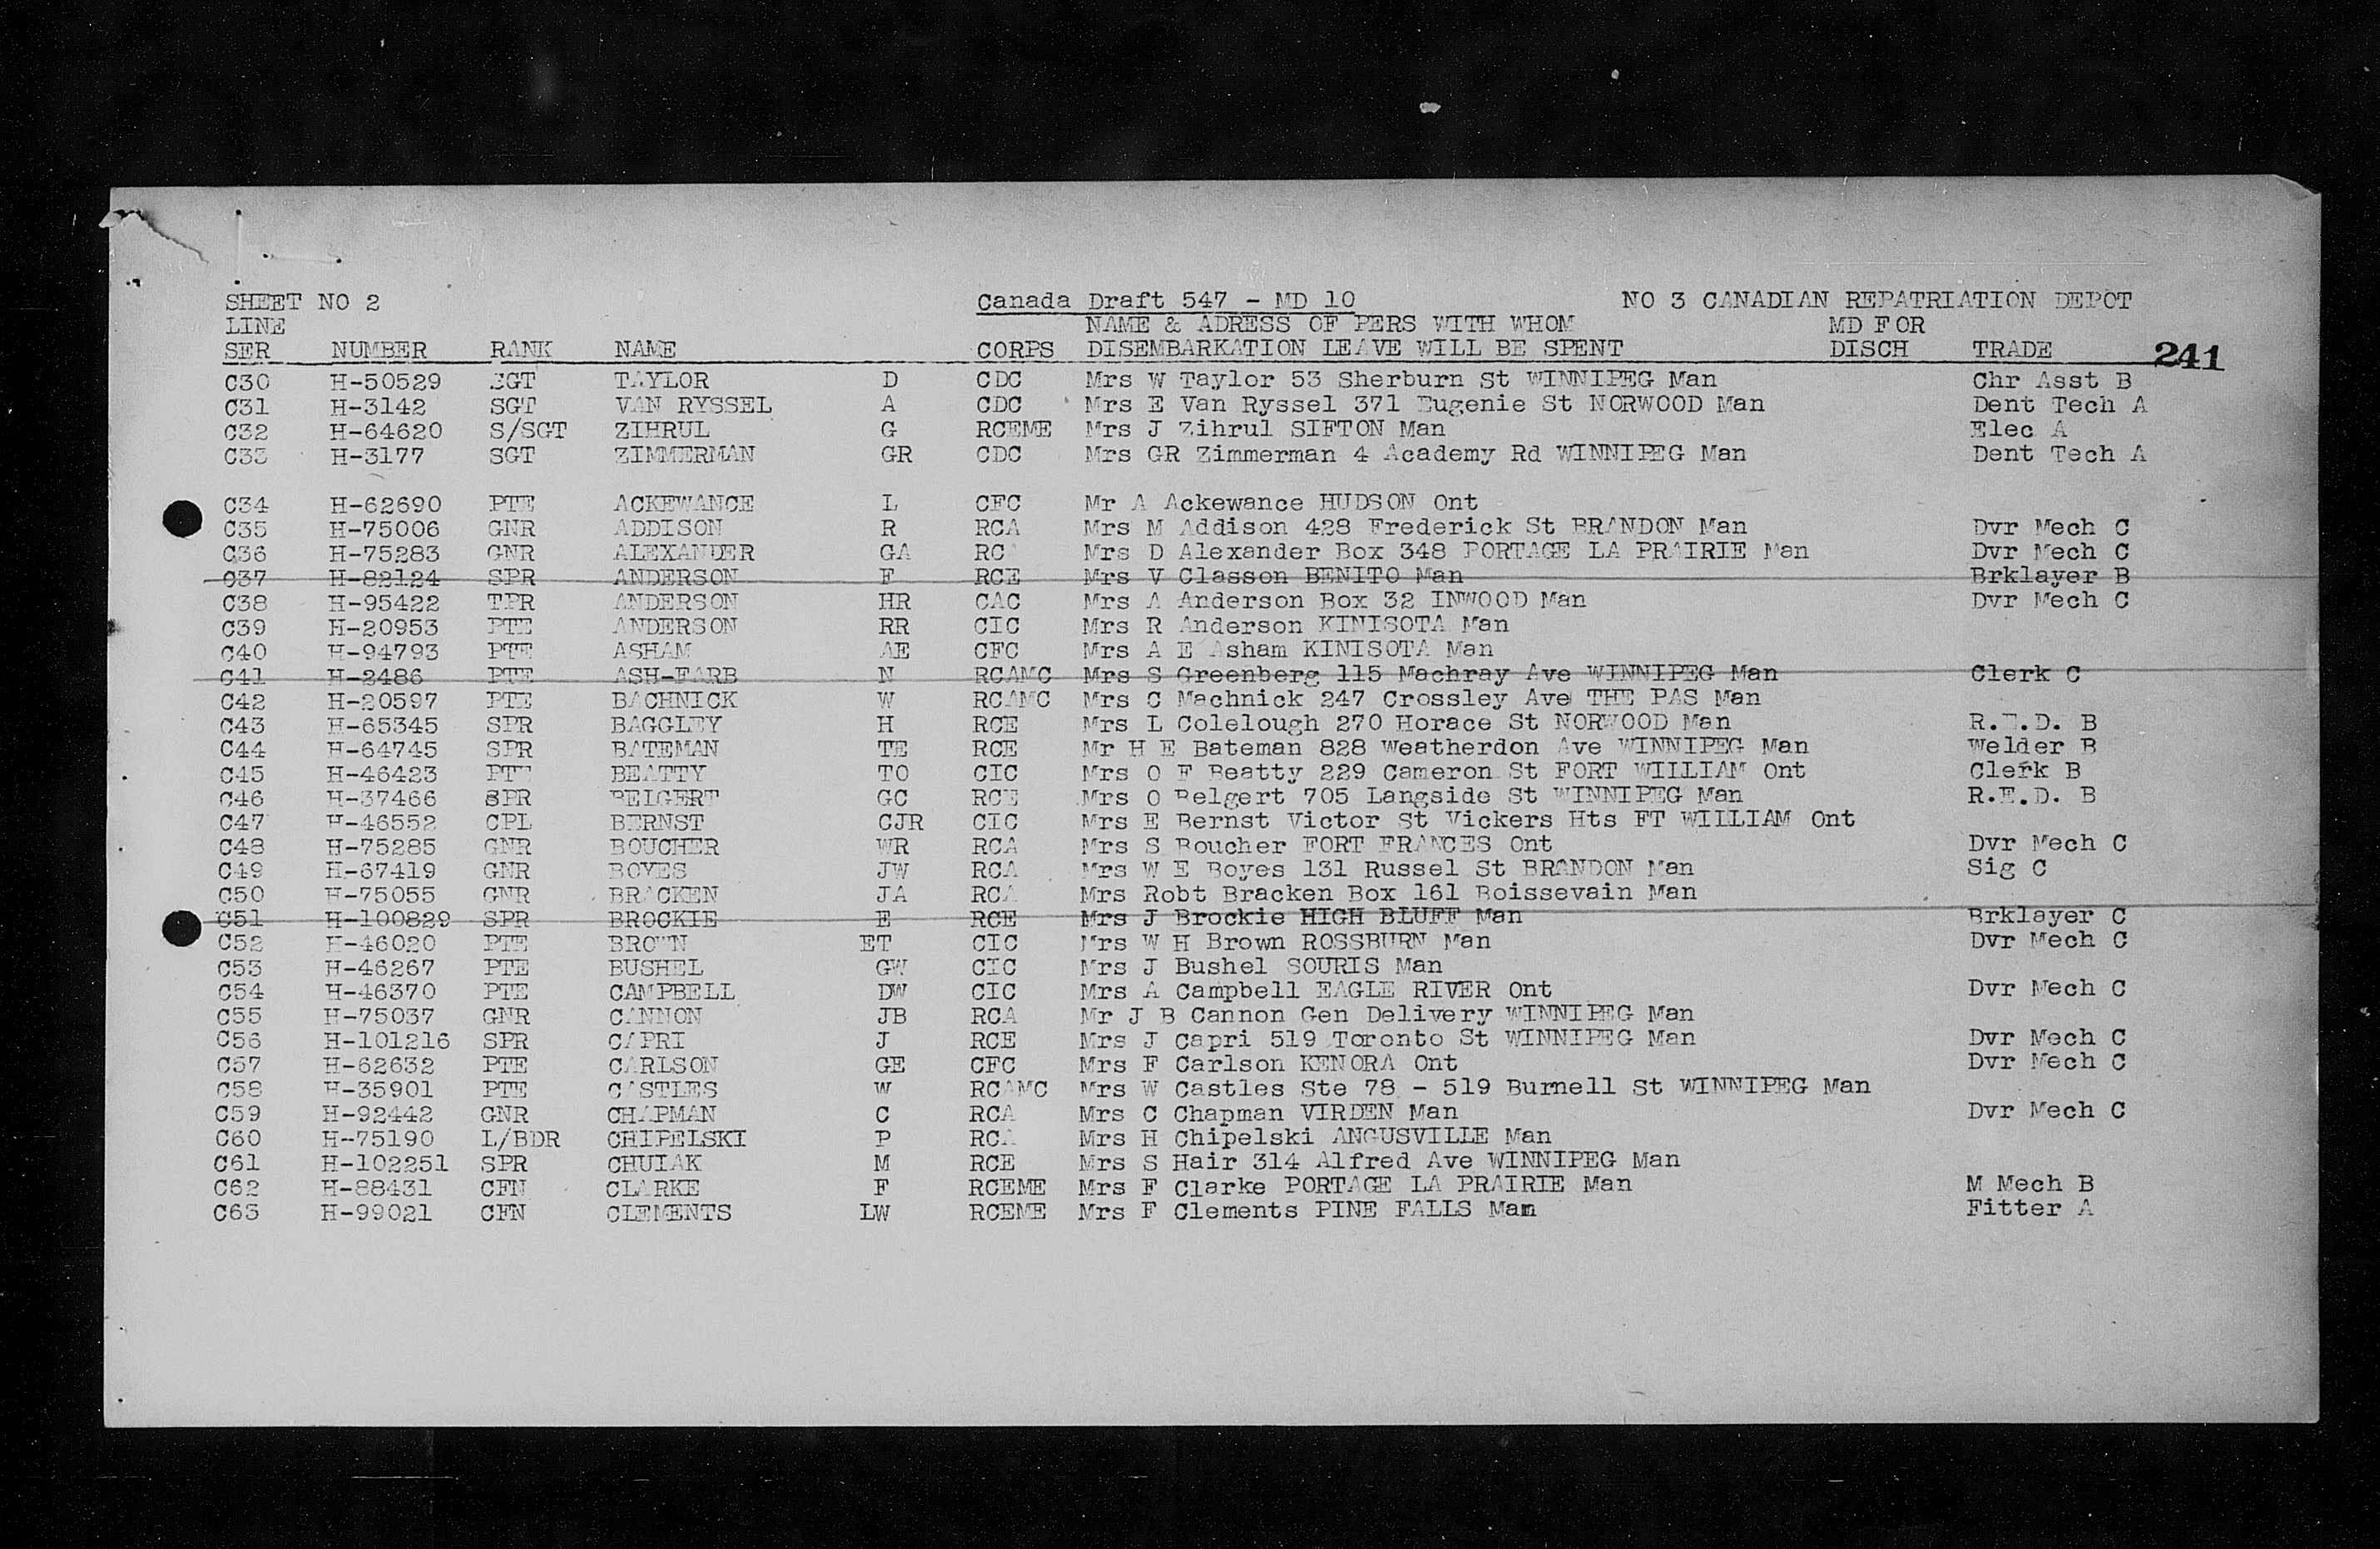 SHEET NO 2 Canada Draft 547 - MD 10 NO 3 CANADIAN REPATRIATION DEPOT
LINE NAME & ADRESS OF PERS WITH WHOM MD FOR
SER NUMBER RANK NAME CORPS DISEMBARKATION LEAVE WILL BE SPENT DISCH TRADE 241
C30 H-50529 SGT TAYLOR D CDC Mrs W Taylor 53 Sherburn St WINNIPEG Man Chr Asst B
C31 H-3142 SGT VAN RYSSEL A CDC Mrs E Van Ryssel 371 Eugenie St NORWOOD Man Dent Tech A
C32 H-64620 S/SGT ZIHRUL G RCEME Mrs J Zihrul SIFTON Man Elec A
C33 H-3177 SGT ZIMMERMAN GR CDC Mrs GR Zimmerman 4 Academy Rd WINNIPEG Man Dent Tech A
C34 H-62690 PTE ACKEWANCE L CFC Mr A Ackewance HUDSON Ont
C35 H-75006 GNR ADDISON R RCA Mrs M Addison 428 Frederick St BRANDON Man Dvr Mech C
C36 H-75283 GNR ALEXANDER GA RCA Mrs D Alexander Box 348 PORTAGE LA PRAIRIE Man Dvr Mech C
C37 H-82124 SPR ANDERSON F RCE Mrs V Classon BENITO Man Brklayer B
C38 H-95422 TPR ANDERSON HR CAC Mrs A Anderson Box 32 INWOOD Man Dvr Mech C
C39 H-20953 PTE ANDERSON RR CIC Mrs R Anderson KINISOTA Man
C40 H-94793 PTE ASHAM AE CFC Mrs A E Asham KINISOTA Man
C41 H-2486 PTE ASH-FARB N RCAMC Mrs S Greenberg 115 Machray Ave WINNIPEG Man Clerk C
C42 H-20597 PTE BACHNICK W RCAMC Mrs C Machnick 247 Crossley Ave THE PAS Man
C43 H-65345 SPR BAGGLEY H RCE Mrs L Colelough 270 Horace St NORWOOD Man R.E.D. B
C44 H-64745 SPR BATEMAN TE RCE Mr H E Bateman 828 Weatherdon Ave WINNIPEG Man Welder B
C45 H-46423 PTE BEATTY TO CIC Mrs O F Beatty 229 Cameron St FORT WIILIAM Ont Clerk B
C46 H-37466 SPR BELGERT GC RCE Mrs O Belgert 705 Langside St WINNIPEG Man R.E.D. B
C47 H-46552 CPL BERNST CJR CIC Mrs E Bernst Victor St Vickers Hts FT WIILIAM Ont
C48 H-75285 GNR BOUCHER WR RCA Mrs S Boucher FORT FRANCES Ont Dvr Mech C
C49 H-67419 GNR BOYES JW RCA Mrs W E Boyes 131 Russel St BRANDON Man Sig C
C50 H-75055 GNR BRACKEN JA RCA Mrs Robt Bracken Box 161 Boissevain Man
C51 H-100829 SPR BROCKIE E RCE Mrs J Brockie HIGH BLUFF Man Brklayer C
C52 H-46020 PTE BROWN ET CIC Mrs W H Brown ROSSBURN Man Dvr Mech C
C53 H-46267 PTE BUSHEL GW CIC Mrs J Bushel SOURIS Man
C54 H-46370 PTE CAMPBELL DW CIC Mrs A Campbell EAGLE RIVER Ont Dvr Mech C
C55 H-75037 GNR CANNON JB RCA Mr J B Cannon Gen Delivery WINNIPEG Man
C56 H-101216 SPR CAPRI J RCE Mrs J Capri 519 Toronto St WINNIPEG Man Dvr Mech C
C57 H-62632 PTE CARLSON GE CFC Mrs F Carlson KENORA Ont Dvr Mech C
C58 H-35901 PTE CASTLES W RCAMC Mrs W Castles Ste 78 - 519 Burnell St WINNIPEG Man
C59 H-92442 GNR CHAPMAN C RCA Mrs C Chapman VIRDEN Man Dvr Mech C
C60 H-75190 L/BDR CHIPELSKI P RCA Mrs H Chipelski ANGUSVILLE Man
C61 H-102251 SPR CHUIAK M RCE Mrs S Hair 314 Alfred Ave WINNIPEG Man
C62 H-88431 CFN CLARKE F RCEME Mrs F Clarke PORTAGE LA PRAIRIE Man M Mech B
C63 H-99021 CFN CLEMENTS LW RCEME Mrs F Clements PINE FALLS Man Fitter A